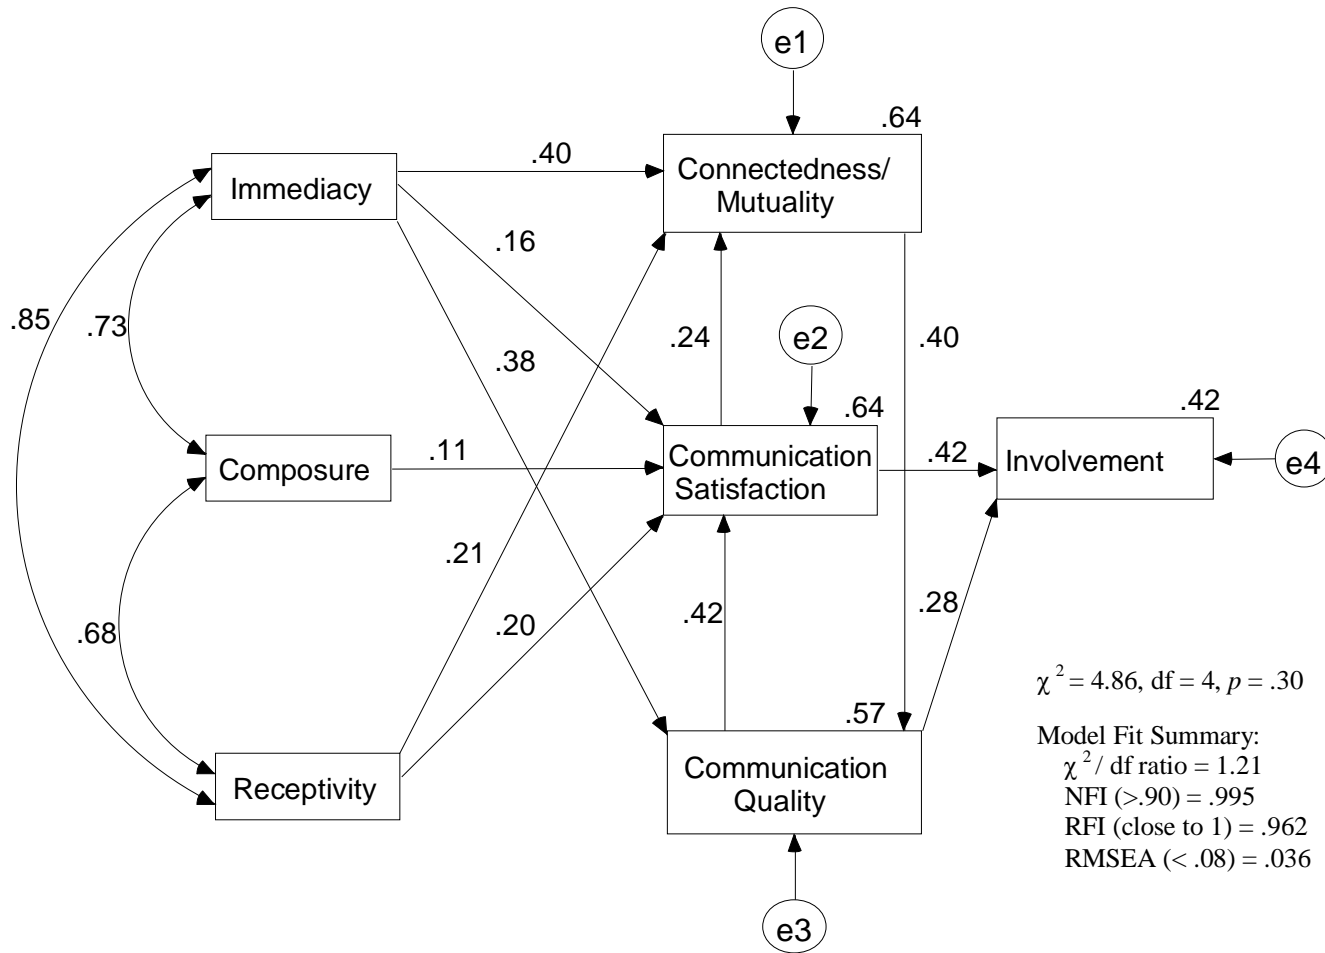 e1
.64
.40
Connectedness/
Mutuality
Immediacy
.16
.85
.73
.24
e2
.40
.38
.64
.42
Composure
.11
Communication
Satisfaction
.42
Involvement
e4
.21
.20
.42
.28
.68
.57
Receptivity
Communication
Quality
e3
χ² = 4.86, df = 4, p = .30
Model Fit Summary:
χ² / df ratio = 1.21
NFI (>.90) = .995
RFI (close to 1) = .962
RMSEA (< .08) = .036